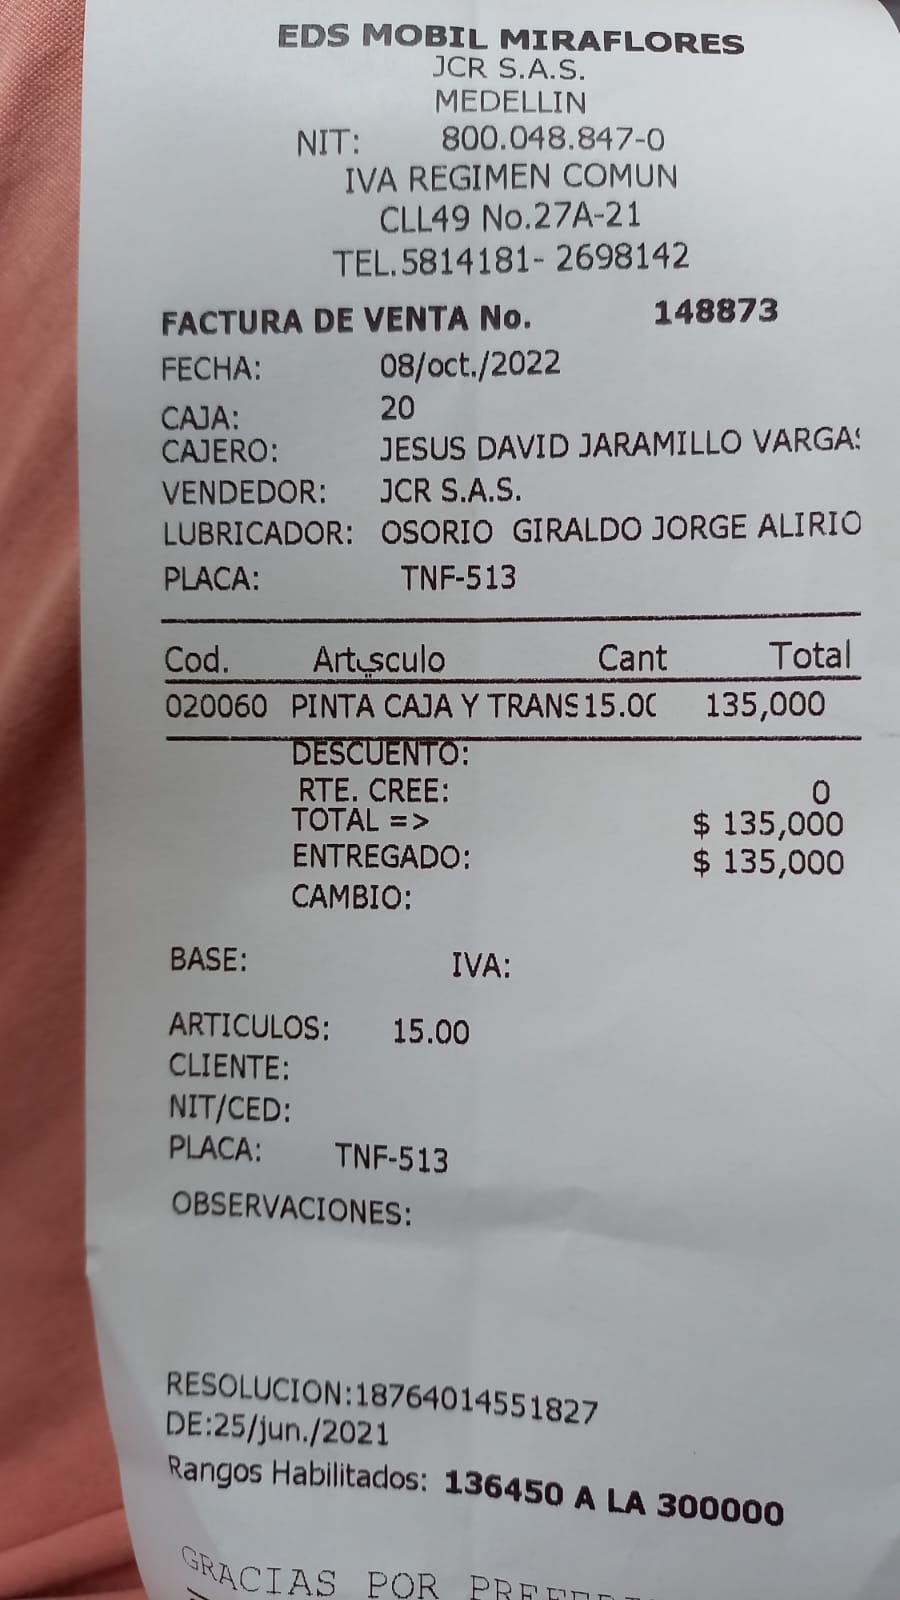 EDS MOBIL MIRAFLORES
JCR S.A.S.
MEDELLIN
NIT: 800.048.847-0
IVA REGIMEN COMUN
CLL49 No.27A-21
TEL.5814181- 2698142
FACTURA DE VENTA No. 148873
FECHA: 08/oct./2022
CAJA: 20
CAJERO: JESUS DAVID JARAMILLO VARGAS
VENDEDOR: JCR S.A.S.
LUBRICADOR: OSORIO GIRALDO JORGE ALIRIO
PLACA: TNF-513
Cod. Artµsculo Cant Total
020060 PINTA CAJA Y TRANS 15.00 135,000
DESCUENTO:
RTE. CREE: 0
TOTAL => $ 135,000
ENTREGADO: $ 135,000
CAMBIO:
BASE: IVA:
ARTICULOS: 15.00
CLIENTE:
NIT/CED:
PLACA: TNF-513
OBSERVACIONES:
RESOLUCION:18764014551827
DE:25/jun./2021
Rangos Habilitados: 136450 A LA 300000
GRACIAS POR